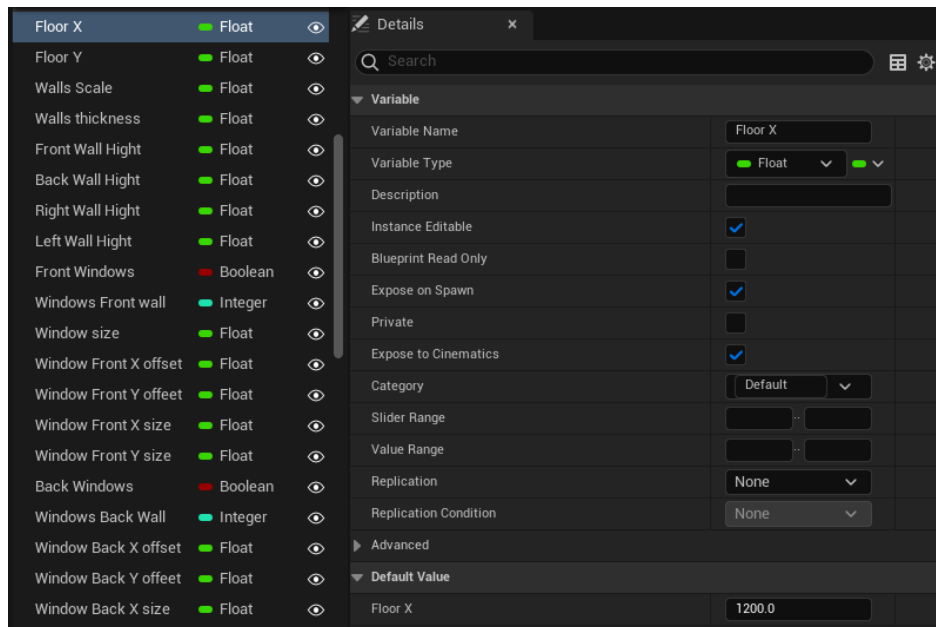 Floor X Float
Floor Y Float
Walls Scale Float
Walls thickness Float
Front Wall Hight Float
Back Wall Hight Float
Right Wall Hight Float
Left Wall Hight Float
Front Windows Boolean
Windows Front wall Integer
Window size Float
Window Front X offset Float
Window Front Y offeet Float
Window Front X size Float
Window Front Y size Float
Back Windows Boolean
Windows Back Wall Integer
Window Back X offset Float
Window Back Y offeet Float
Window Back X size Float
Details
Search
Variable
Variable Name Floor X
Variable Type Float
Description
Instance Editable
Blueprint Read Only
Expose on Spawn
Private
Expose to Cinematics
Category Default
Slider Range ..
Value Range ..
Replication None
Replication Condition None
Advanced
Default Value
Floor X 1200.0